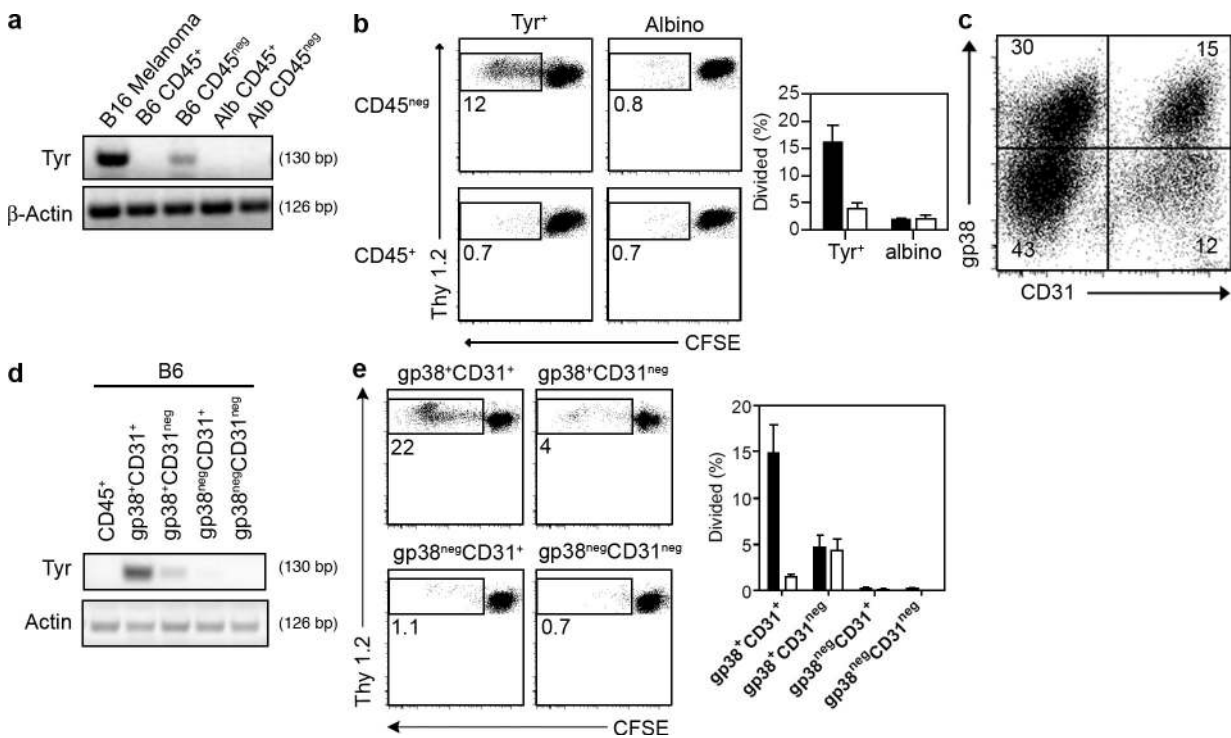 a
B16 Melanoma
B6 CD45⁺
B6 CD45ⁿᵉᵍ
Alb CD45⁺
Alb CD45ⁿᵉᵍ
Tyr
(130 bp)
β-Actin
(126 bp)
b
Tyr⁺
Albino
CD45ⁿᵉᵍ
12
0.8
CD45⁺
0.7
0.7
Thy 1.2
CFSE
Divided (%)
25
20
15
10
5
0
Tyr⁺
albino
c
30
15
43
12
gp38
CD31
d
B6
CD45⁺
gp38⁺CD31⁺
gp38⁺CD31ⁿᵉᵍ
gp38ⁿᵉᵍCD31⁺
gp38ⁿᵉᵍCD31ⁿᵉᵍ
Tyr
(130 bp)
Actin
(126 bp)
e
gp38⁺CD31⁺
gp38⁺CD31ⁿᵉᵍ
22
4
gp38ⁿᵉᵍCD31⁺
gp38ⁿᵉᵍCD31ⁿᵉᵍ
1.1
0.7
Thy 1.2
CFSE
Divided (%)
20
15
10
5
0
gp38⁺CD31⁺
gp38⁺CD31ⁿᵉᵍ
gp38ⁿᵉᵍCD31⁺
gp38ⁿᵉᵍCD31ⁿᵉᵍ